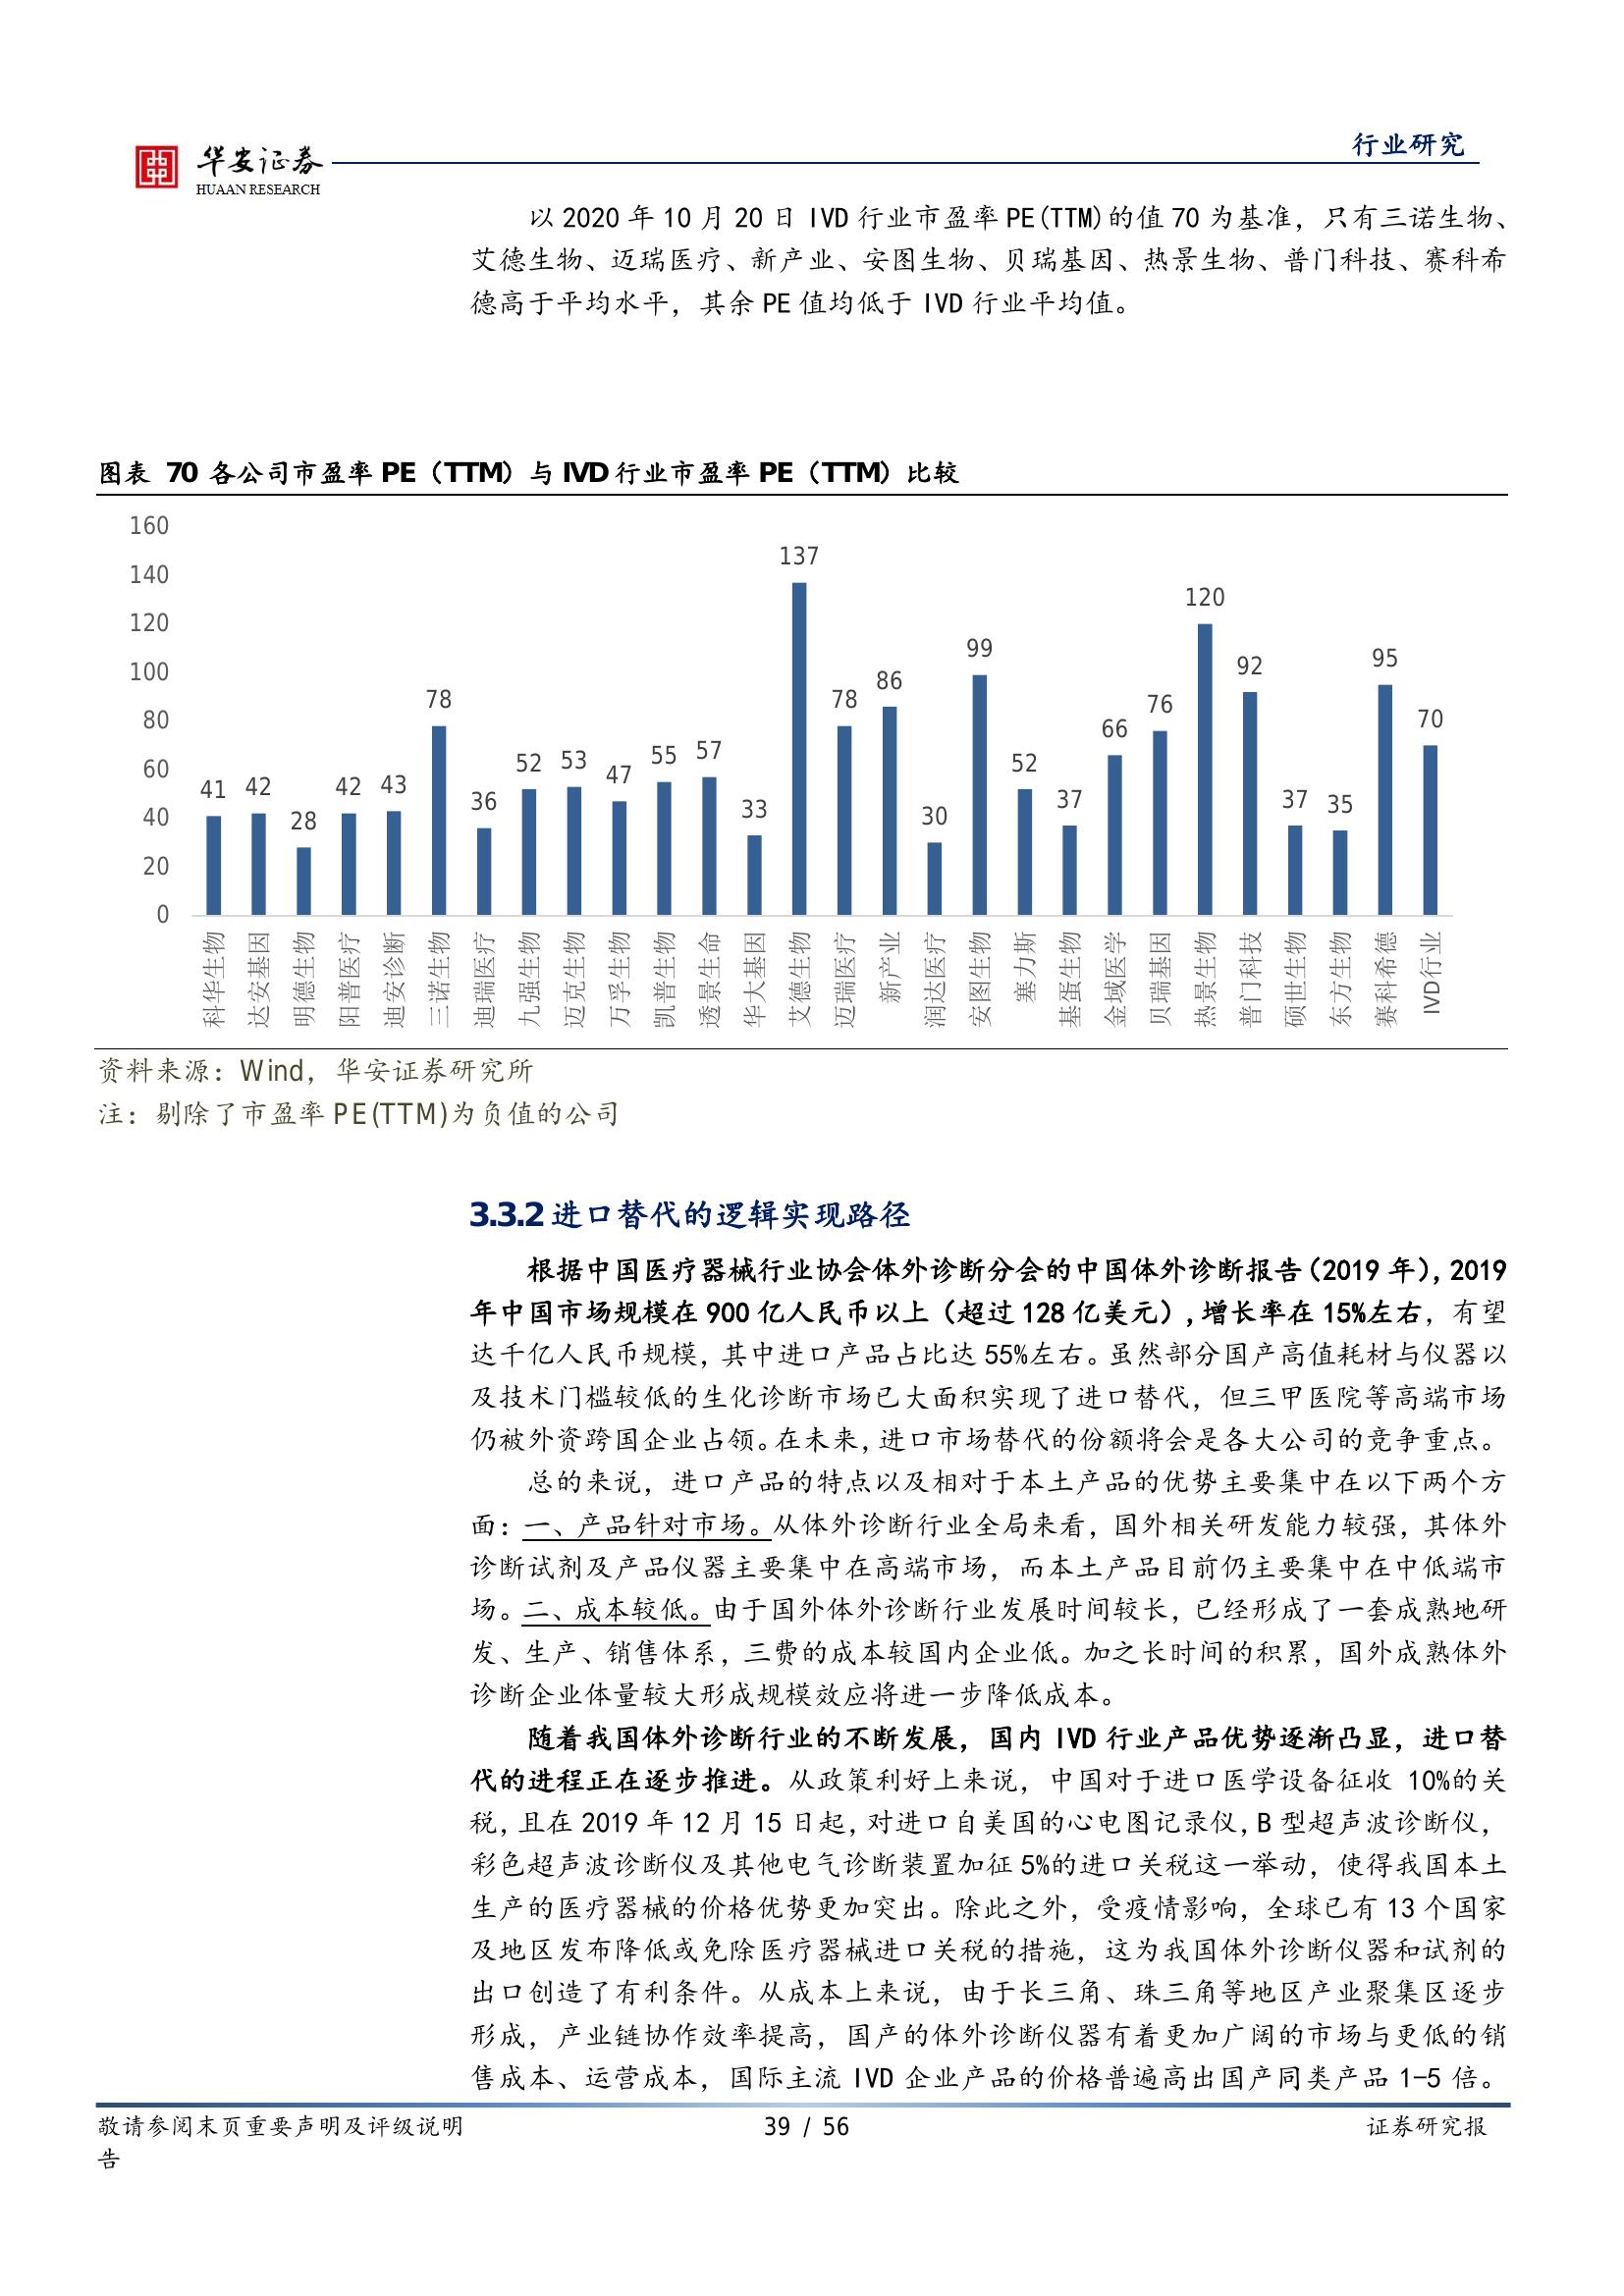 华安证券
HUAAN RESEARCH
行业研究
以 2020 年 10 月 20 日 IVD 行业市盈率 PE(TTM)的值 70 为基准，只有三诺生物、
艾德生物、迈瑞医疗、新产业、安图生物、贝瑞基因、热景生物、普门科技、赛科希
德高于平均水平，其余 PE 值均低于 IVD 行业平均值。
图表 70 各公司市盈率 PE（TTM）与 IVD 行业市盈率 PE（TTM）比较
160
140
120
100
80
60
40
20
0
41
42
28
42
43
78
36
52
53
47
55
57
33
137
78
86
30
99
52
37
66
76
120
92
37
35
95
70
科华生物
达安基因
明德生物
阳普医疗
迪安诊断
三诺生物
迪瑞医疗
九强生物
迈克生物
万孚生物
凯普生物
透景生命
华大基因
艾德生物
迈瑞医疗
新产业
润达医疗
安图生物
塞力斯
基蛋生物
金域医学
贝瑞基因
热景生物
普门科技
硕世生物
东方生物
赛科希德
IVD行业
资料来源：Wind，华安证券研究所
注：剔除了市盈率 PE(TTM)为负值的公司
3.3.2 进口替代的逻辑实现路径
根据中国医疗器械行业协会体外诊断分会的中国体外诊断报告（2019 年），2019
年中国市场规模在 900 亿人民币以上（超过 128 亿美元），增长率在 15%左右，有望
达千亿人民币规模，其中进口产品占比达 55%左右。虽然部分国产高值耗材与仪器以
及技术门槛较低的生化诊断市场已大面积实现了进口替代，但三甲医院等高端市场
仍被外资跨国企业占领。在未来，进口市场替代的份额将会是各大公司的竞争重点。
总的来说，进口产品的特点以及相对于本土产品的优势主要集中在以下两个方
面：一、产品针对市场。从体外诊断行业全局来看，国外相关研发能力较强，其体外
诊断试剂及产品仪器主要集中在高端市场，而本土产品目前仍主要集中在中低端市
场。二、成本较低。由于国外体外诊断行业发展时间较长，已经形成了一套成熟地研
发、生产、销售体系，三费的成本较国内企业低。加之长时间的积累，国外成熟体外
诊断企业体量较大形成规模效应将进一步降低成本。
随着我国体外诊断行业的不断发展，国内 IVD 行业产品优势逐渐凸显，进口替
代的进程正在逐步推进。从政策利好上来说，中国对于进口医学设备征收 10%的关
税，且在 2019 年 12 月 15 日起，对进口自美国的心电图记录仪，B 型超声波诊断仪，
彩色超声波诊断仪及其他电气诊断装置加征 5%的进口关税这一举动，使得我国本土
生产的医疗器械的价格优势更加突出。除此之外，受疫情影响，全球已有 13 个国家
及地区发布降低或免除医疗器械进口关税的措施，这为我国体外诊断仪器和试剂的
出口创造了有利条件。从成本上来说，由于长三角、珠三角等地区产业聚集区逐步
形成，产业链协作效率提高，国产的体外诊断仪器有着更加广阔的市场与更低的销
售成本、运营成本，国际主流 IVD 企业产品的价格普遍高出国产同类产品 1-5 倍。
敬请参阅末页重要声明及评级说明
39 / 56
证券研究报
告